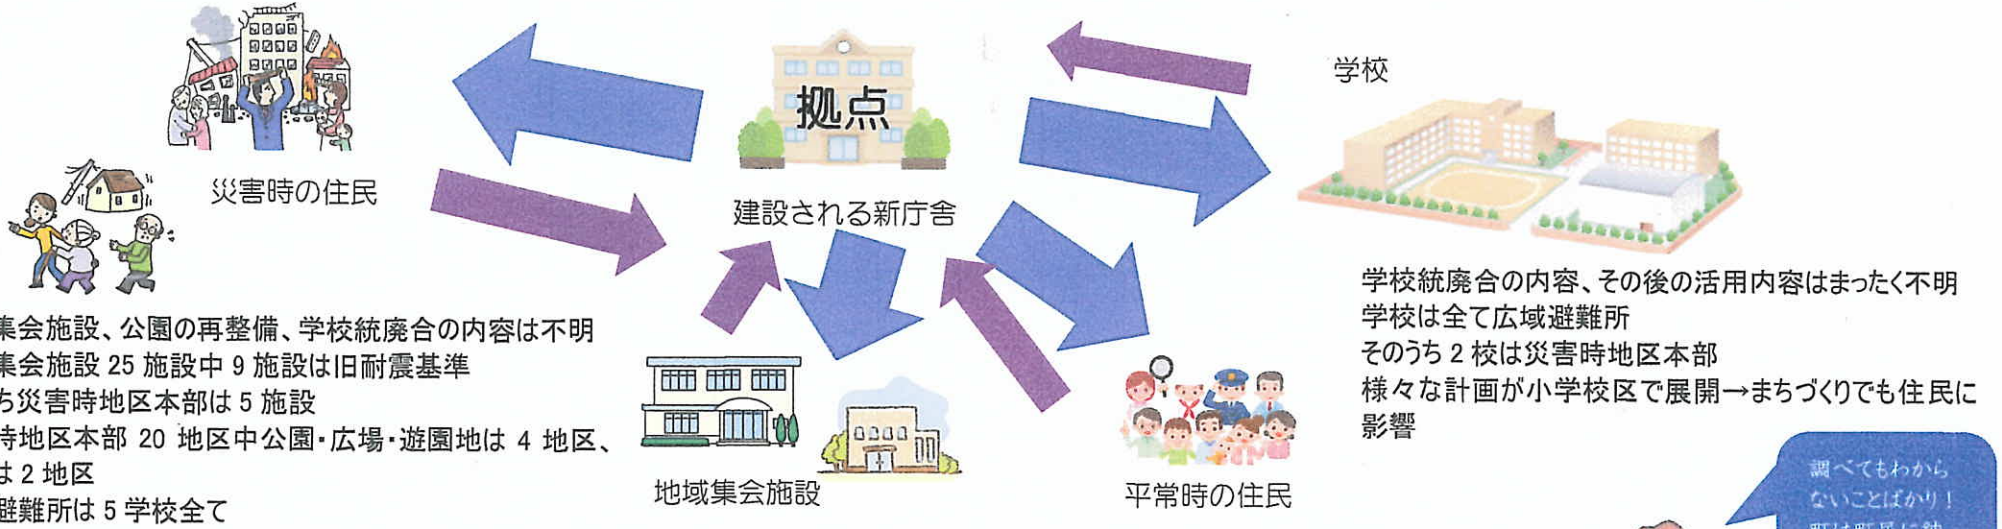 拠点
建設される新庁舎
災害時の住民
学校
集会施設、公園の再整備、学校統廃合の内容は不明
集会施設 25 施設中 9 施設は旧耐震基準
ち災害時地区本部は 5 施設
時地区本部 20 地区中公園・広場・遊園地は 4 地区、
は 2 地区
避難所は 5 学校全て
地域集会施設
平常時の住民
学校統廃合の内容、その後の活用内容はまったく不明
学校は全て広域避難所
そのうち 2 校は災害時地区本部
様々な計画が小学校区で展開→まちづくりでも住民に
影響
調べてもわから
ないことばかり！